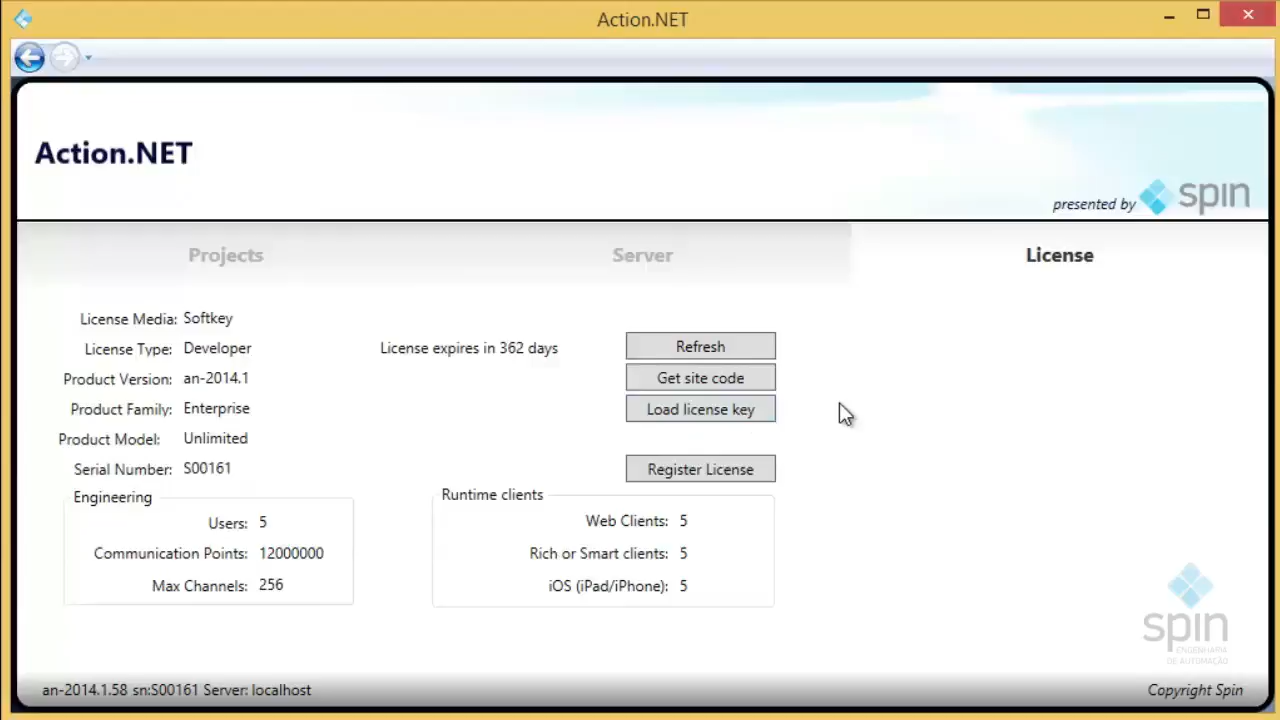 Action.NET
Action.NET
presented by spin
Projects Server License
License Media: Softkey
License Type: Developer License expires in 362 days Refresh
Product Version: an-2014.1 Get site code
Product Family: Enterprise Load license key
Product Model: Unlimited
Serial Number: S00161 Register License
Engineering Runtime clients
Users: 5 Web Clients: 5
Communication Points: 12000000 Rich or Smart clients: 5
Max Channels: 256 iOS (iPad/iPhone): 5
spin
ENGENHARIA
DE AUTOMAÇÃO
an-2014.1.58 sn:S00161 Server: localhost Copyright Spin